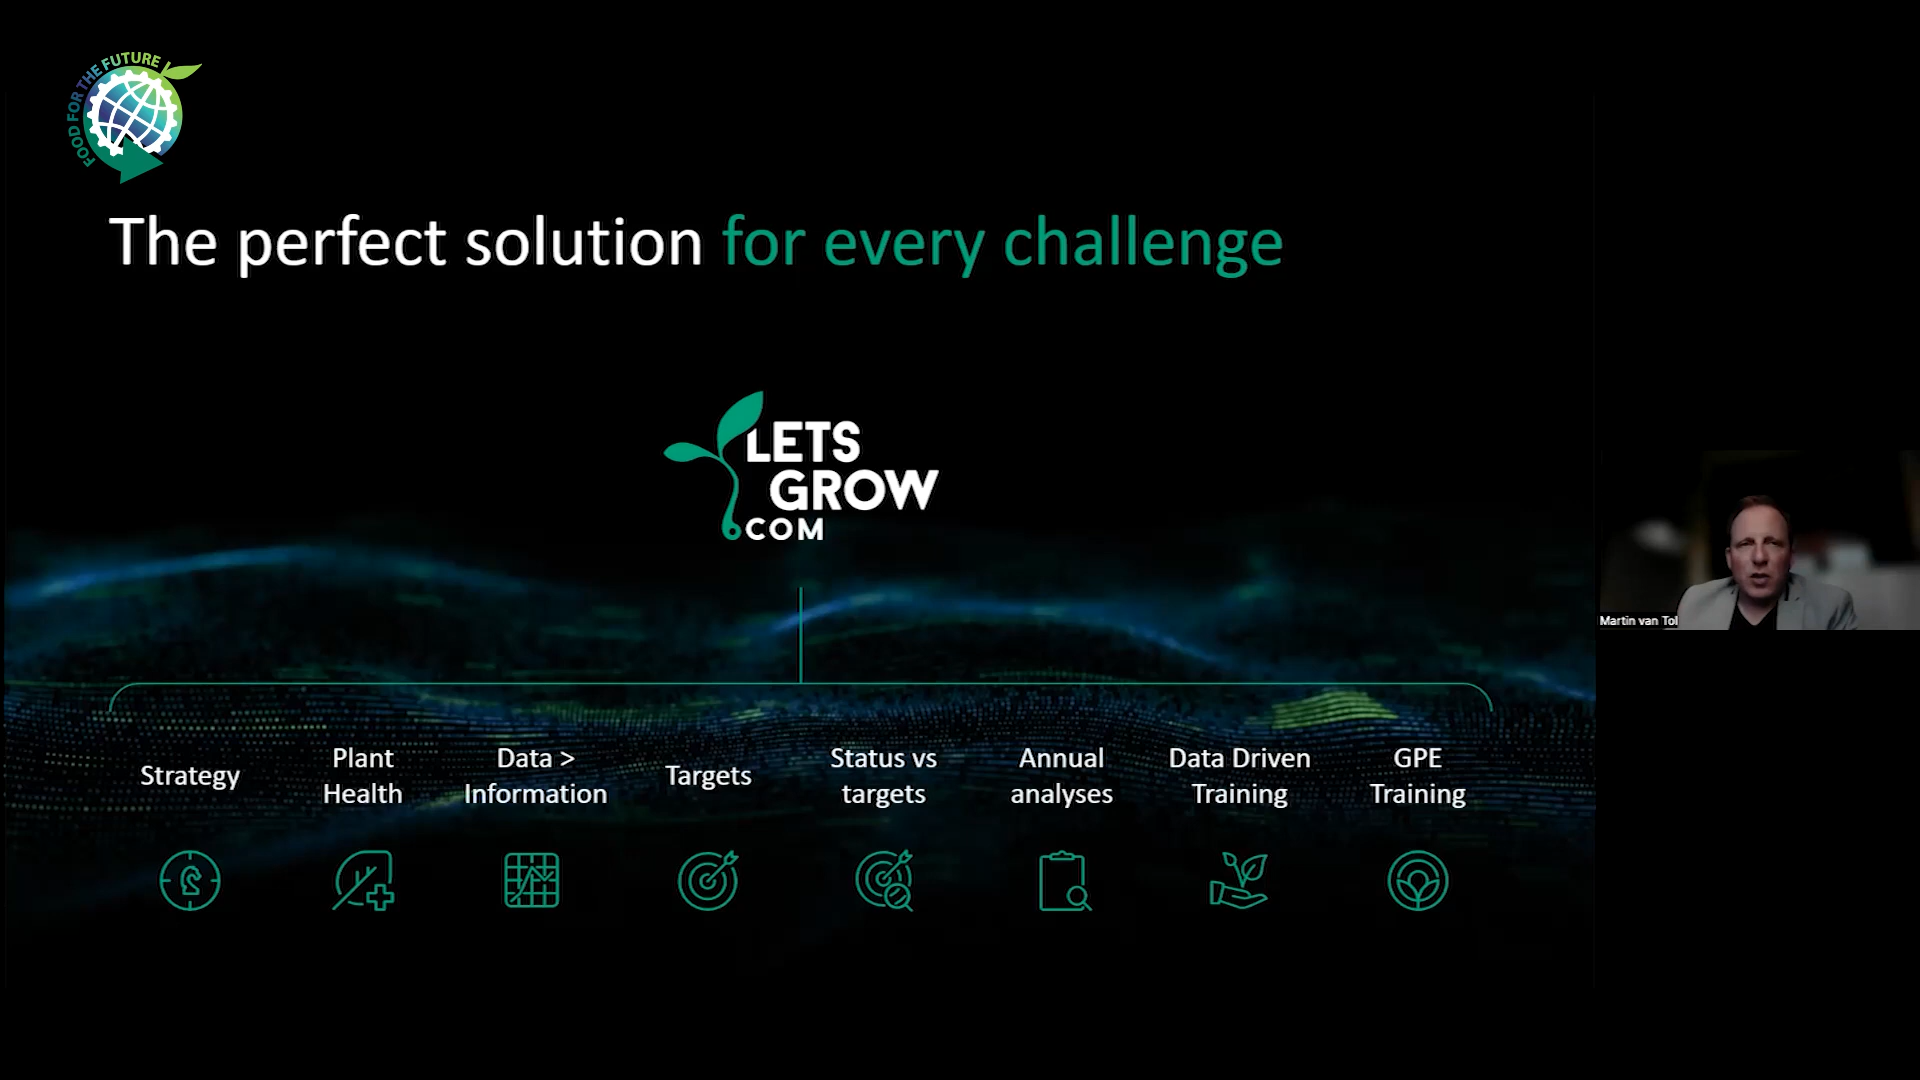 FOOD FOR THE FUTURE
The perfect solution for every challenge
LETS
GROW
COM
Strategy
Plant
Health
Data >
Information
Targets
Status vs
targets
Annual
analyses
Data Driven
Training
GPE
Training
Martin van Tol